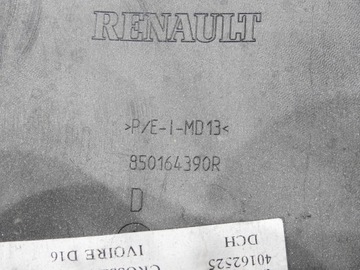 RENAULT
>P/E-I-MD13<
850164390R
D
40162525
DCH
IVOIRE D16